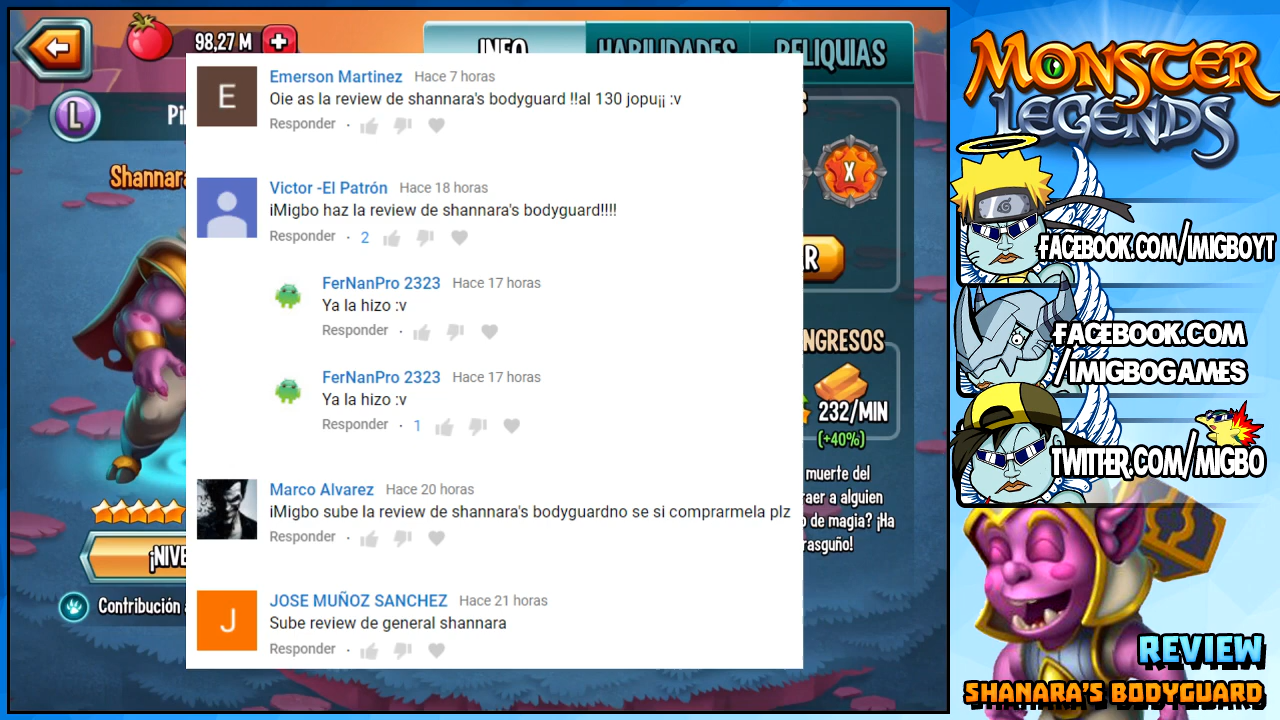 98,27 M
INFO
HABILIDADES
RELIQUIAS
L
Emerson Martinez Hace 7 horas
E
Oie as la review de shannara's bodyguard !!al 130 jopu¡¡ :v
Responder ·
X
Victor -El Patrón Hace 18 horas
iMigbo haz la review de shannara's bodyguard!!!!
Responder · 2
FerNanPro 2323 Hace 17 horas
Ya la hizo :v
Responder ·
FerNanPro 2323 Hace 17 horas
Ya la hizo :v
Responder · 1
232/MIN
(+40%)
muerte del
a alguien
de magia? ¡Ha
Marco Alvarez Hace 20 horas
iMigbo sube la review de shannara's bodyguardno se si comprarmela plz
Responder ·
Contribución
JOSE MUÑOZ SANCHEZ Hace 21 horas
J
Sube review de general shannara
Responder ·
MONSTER
LEGENDS
FACEBOOK.COM/IMIGBOYT
FACEBOOK.COM
/IMIGBOGAMES
TWITTER.COM/MIGBO
REVIEW
SHANARA'S BODYGUARD